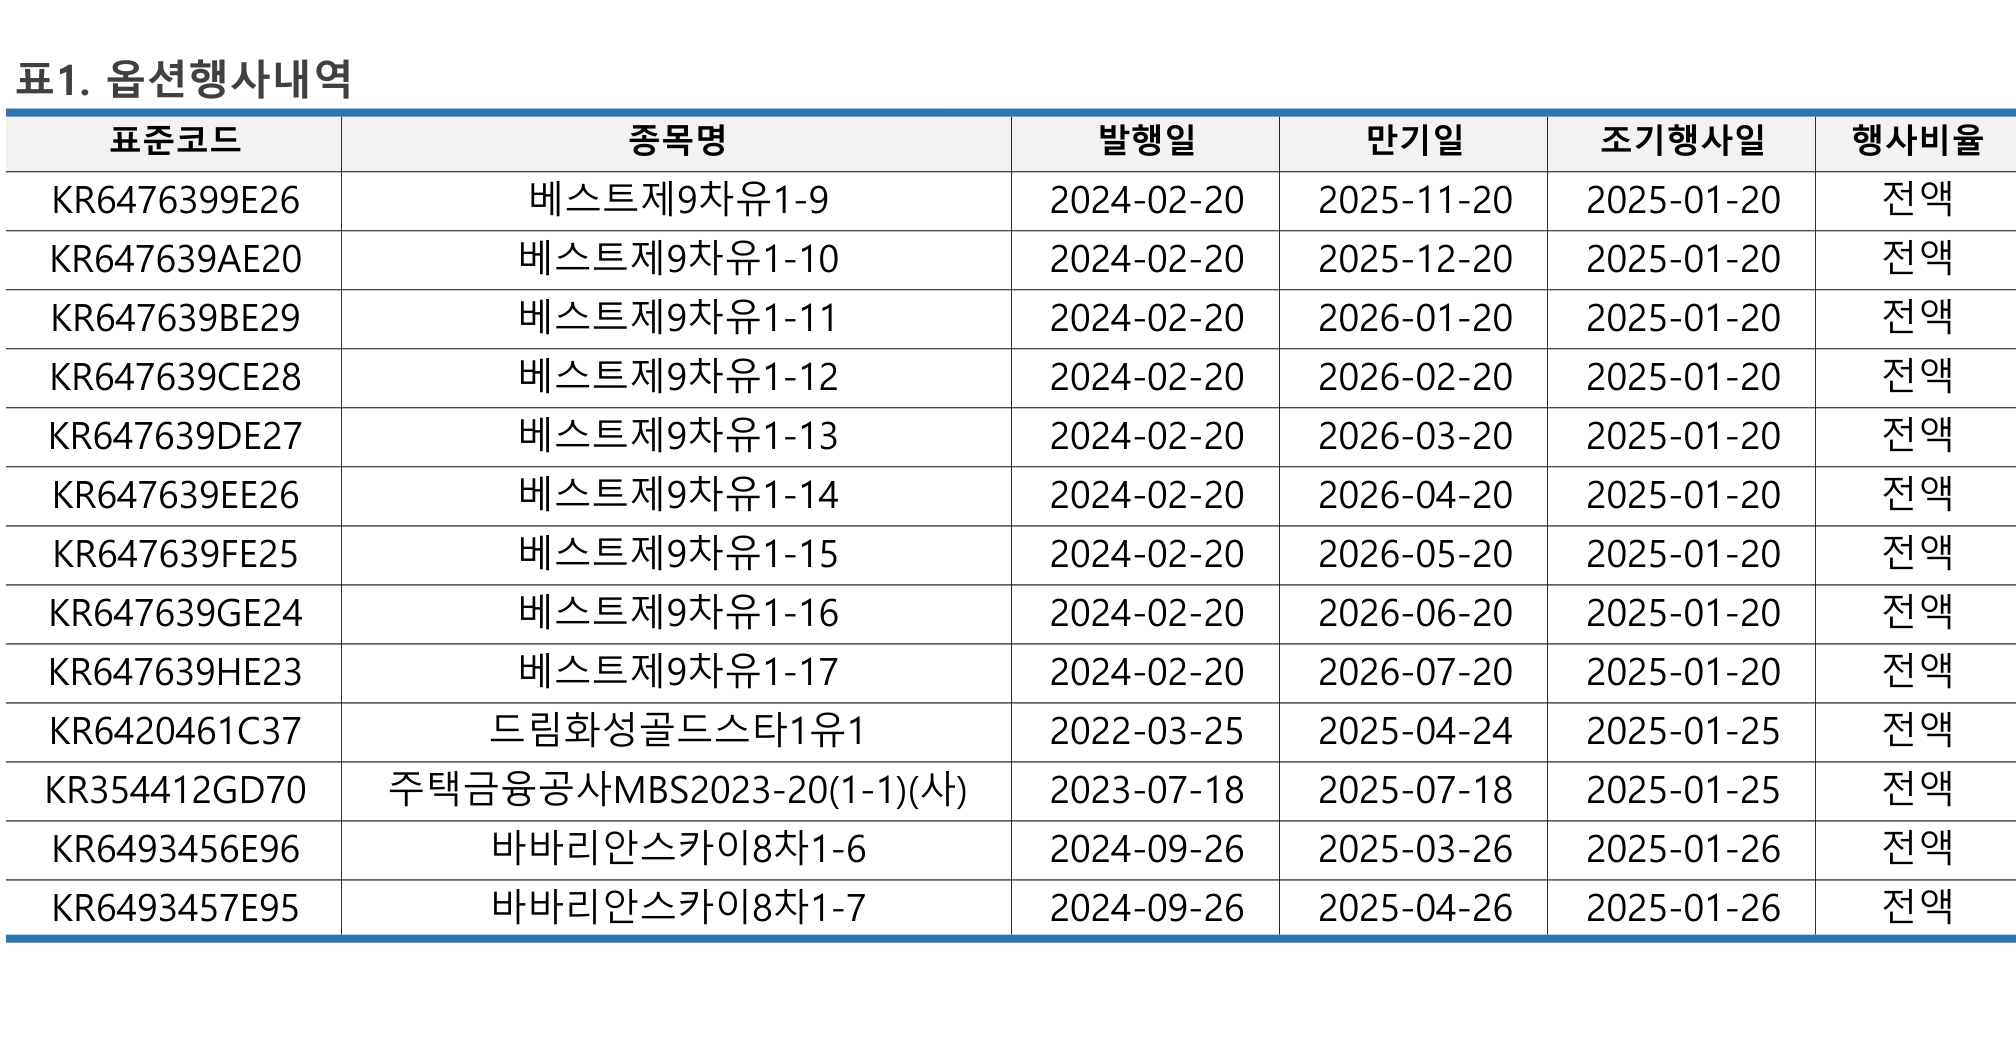 표1. 옵션행사내역
표준코드 종목명 발행일 만기일 조기행사일 행사비율
KR6476399E26 베스트제9차유1-9 2024-02-20 2025-11-20 2025-01-20 전액
KR647639AE20 베스트제9차유1-10 2024-02-20 2025-12-20 2025-01-20 전액
KR647639BE29 베스트제9차유1-11 2024-02-20 2026-01-20 2025-01-20 전액
KR647639CE28 베스트제9차유1-12 2024-02-20 2026-02-20 2025-01-20 전액
KR647639DE27 베스트제9차유1-13 2024-02-20 2026-03-20 2025-01-20 전액
KR647639EE26 베스트제9차유1-14 2024-02-20 2026-04-20 2025-01-20 전액
KR647639FE25 베스트제9차유1-15 2024-02-20 2026-05-20 2025-01-20 전액
KR647639GE24 베스트제9차유1-16 2024-02-20 2026-06-20 2025-01-20 전액
KR647639HE23 베스트제9차유1-17 2024-02-20 2026-07-20 2025-01-20 전액
KR6420461C37 드림화성골드스타1유1 2022-03-25 2025-04-24 2025-01-25 전액
KR354412GD70 주택금융공사MBS2023-20(1-1)(사) 2023-07-18 2025-07-18 2025-01-25 전액
KR6493456E96 바바리안스카이8차1-6 2024-09-26 2025-03-26 2025-01-26 전액
KR6493457E95 바바리안스카이8차1-7 2024-09-26 2025-04-26 2025-01-26 전액